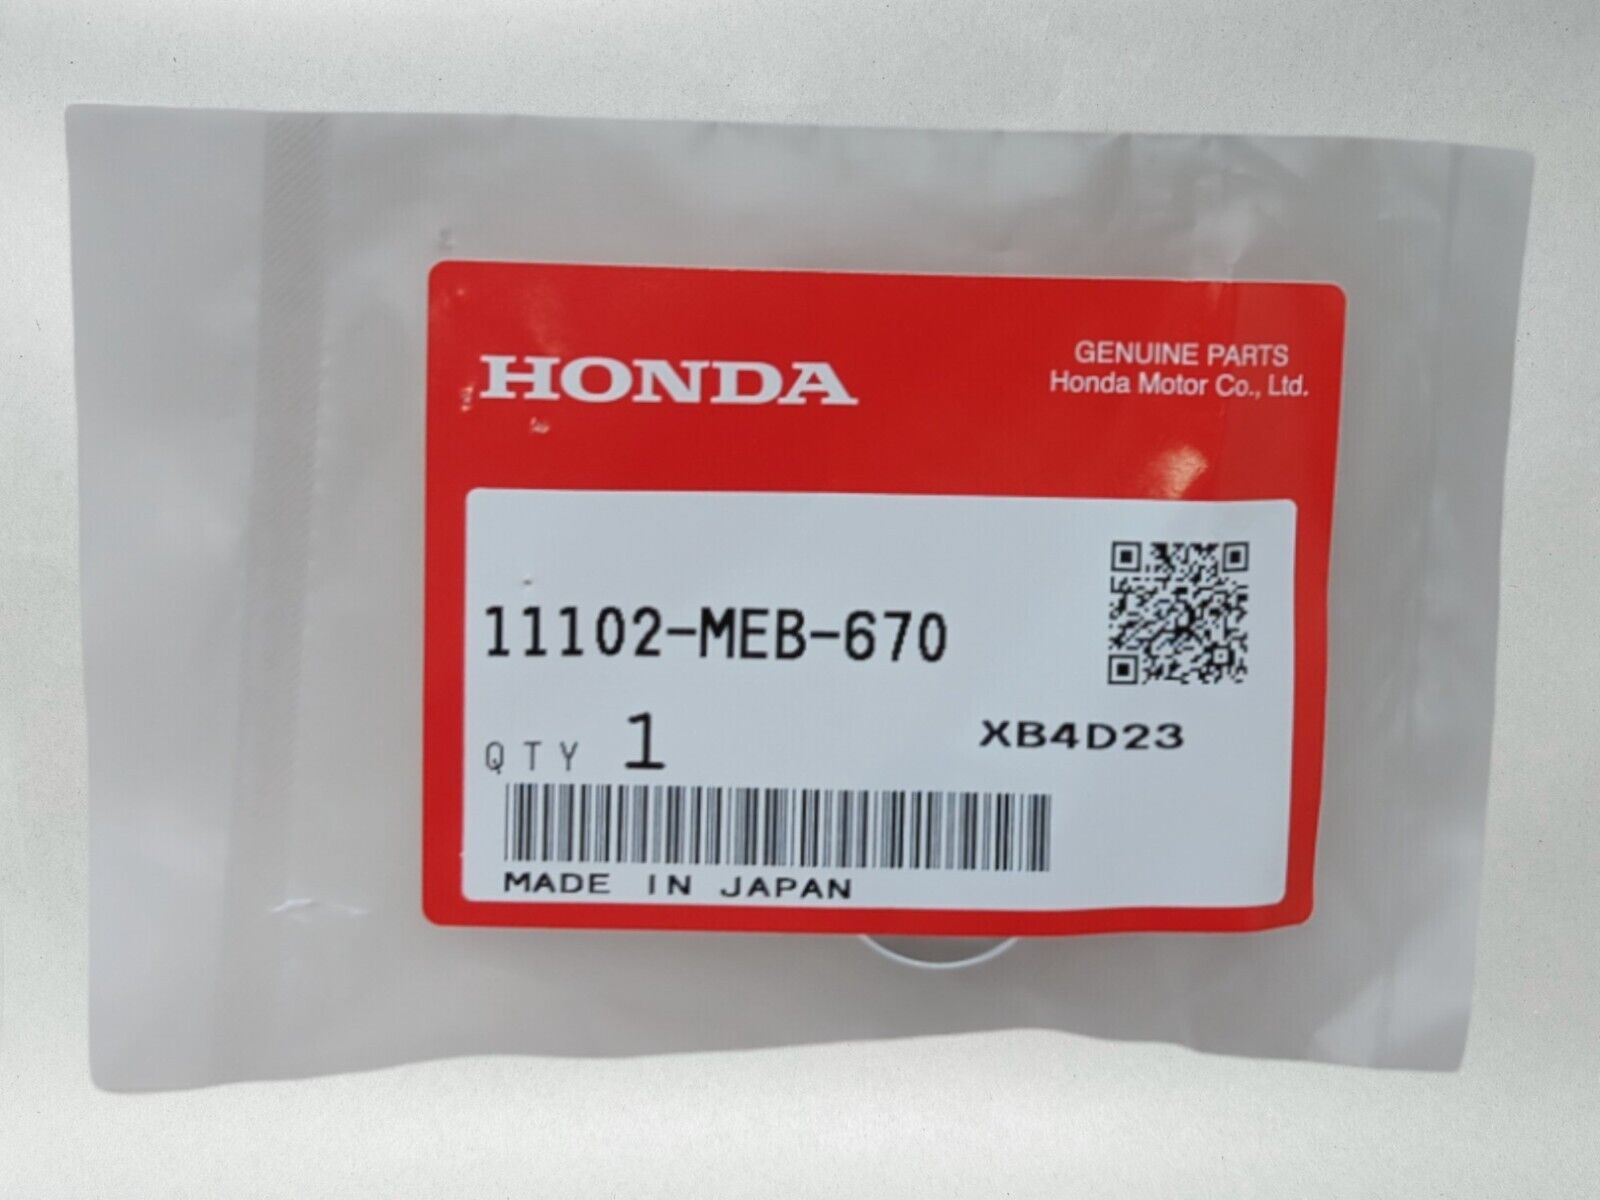 HONDA
GENUINE PARTS
Honda Motor Co., Ltd.
11102-MEB-670
QTY 1
XB4D23
MADE IN JAPAN